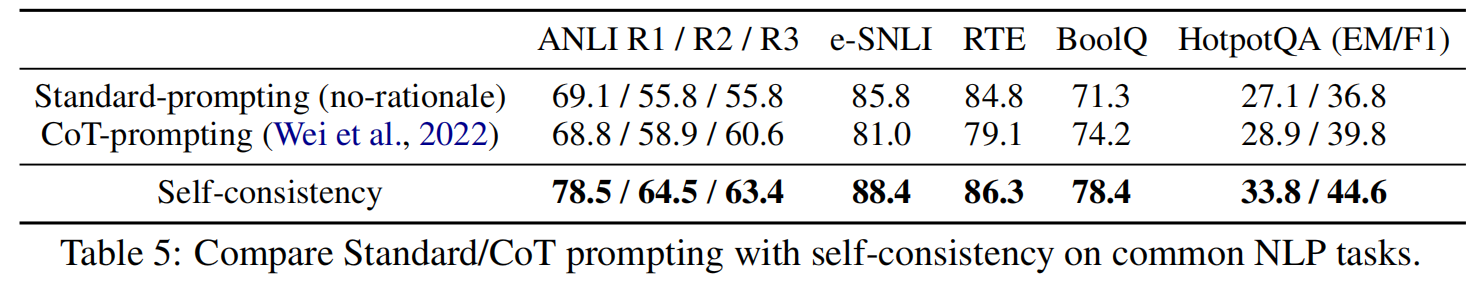 ANLI R1 / R2 / R3 e-SNLI RTE BoolQ HotpotQA (EM/F1)
Standard-prompting (no-rationale) 69.1 / 55.8 / 55.8 85.8 84.8 71.3 27.1 / 36.8
CoT-prompting (Wei et al., 2022) 68.8 / 58.9 / 60.6 81.0 79.1 74.2 28.9 / 39.8
Self-consistency 78.5 / 64.5 / 63.4 88.4 86.3 78.4 33.8 / 44.6
Table 5: Compare Standard/CoT prompting with self-consistency on common NLP tasks.